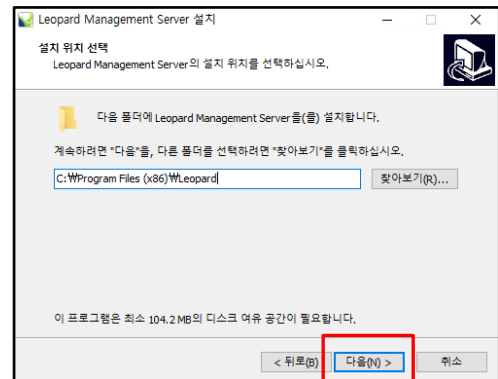 Leopard Management Server 설치
설치 위치 선택
Leopard Management Server의 설치 위치를 선택하십시오.
다음 폴더에 Leopard Management Server을(를) 설치합니다.
계속하려면 "다음"을, 다른 폴더를 선택하려면 "찾아보기"를 클릭하십시오.
C:₩Program Files (x86)₩Leopard
찾아보기(R)...
이 프로그램은 최소 104.2 MB의 디스크 여유 공간이 필요합니다.
< 뒤로(B) 다음(N) > 취소